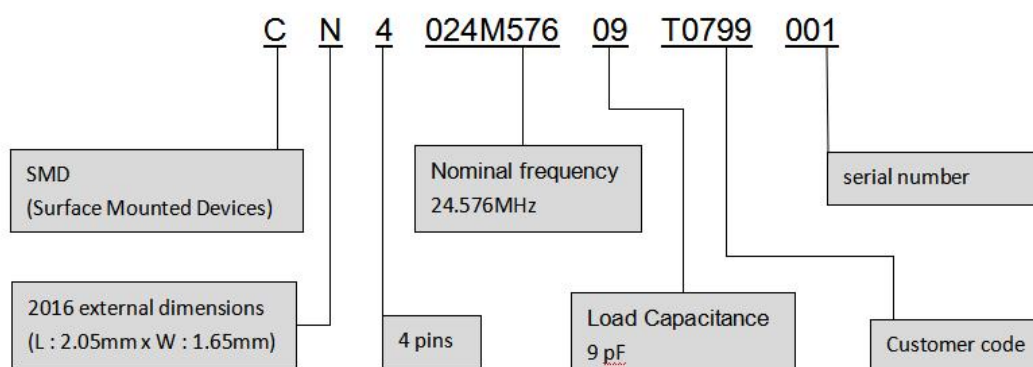 C N 4 024M576 09 T0799 001
SMD
(Surface Mounted Devices)
Nominal frequency
24.576MHz
serial number
2016 external dimensions
(L : 2.05mm x W : 1.65mm)
4 pins
Load Capacitance
9 pF
Customer code